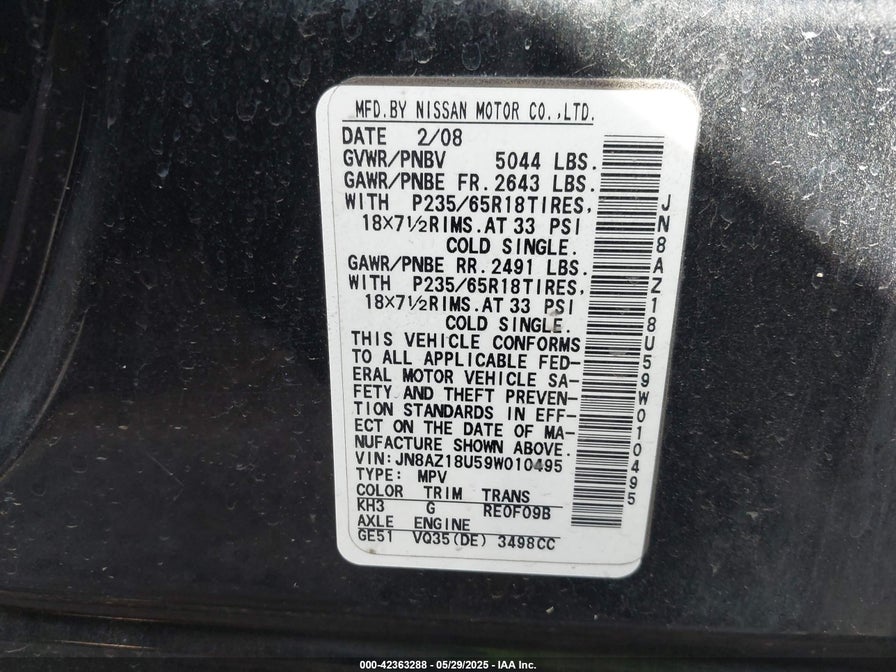 MFD.BY NISSAN MOTOR CO.,LTD.
DATE 2/08
GVWR/PNBV 5044 LBS.
GAWR/PNBE FR.2643 LBS.
WITH P235/65R18TIRES,
18×7½RIMS.AT 33 PSI
COLD SINGLE.
GAWR/PNBE RR.2491 LBS.
WITH P235/65R18TIRES,
18×7½RIMS.AT 33 PSI
COLD SINGLE.
THIS VEHICLE CONFORMS
TO ALL APPLICABLE FED-
ERAL MOTOR VEHICLE SA-
FETY AND THEFT PREVEN-
TION STANDARDS IN EFF-
ECT ON THE DATE OF MA-
NUFACTURE SHOWN ABOVE.
VIN:JN8AZ18U59W010495
TYPE: MPV
COLOR TRIM TRANS
KH3 G RE0F09B
AXLE ENGINE
GE51 VQ35(DE) 3498CC
JN8AZ18U59W010495
000-42363288 - 05/29/2025 - IAA Inc.